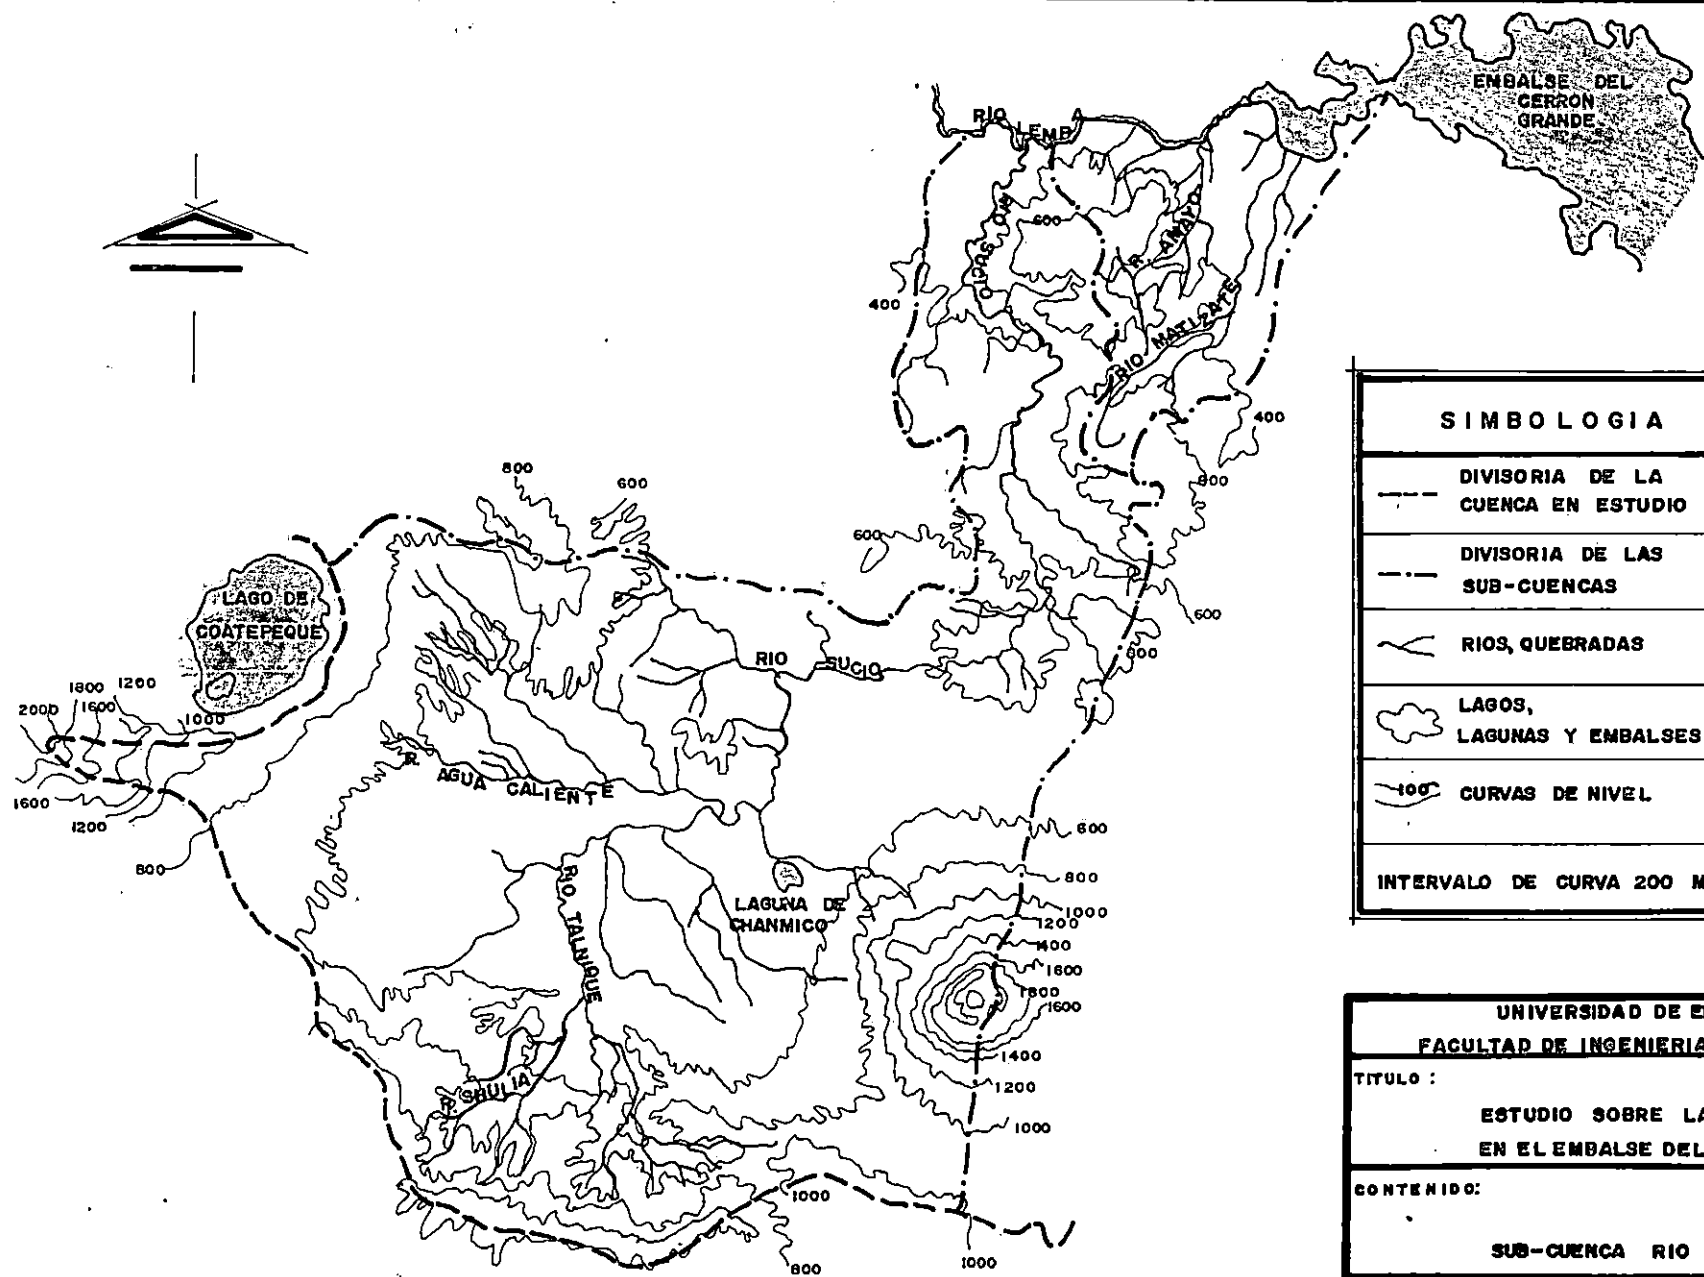 EMBALSE DEL
CERRON
GRANDE
RIO LEMPA
RIO SUCIO
600
R. AMAYO
400
RIO MATIZATE
400
800
800
600
600
600
800
LAGO DE
COATEPEQUE
RIO SUCIO
1800
1200
2000
1600
1000
R. AGUA CALIENTE
1600
1200
800
600
800
LAGUNA DE
CHANMICO
1000
1200
1400
1600
1800
1600
RIO TALNIQUE
1400
1200
R. SHULIA
1000
1000
800
1000
SIMBOLOGIA
DIVISORIA DE LA
CUENCA EN ESTUDIO
DIVISORIA DE LAS
SUB-CUENCAS
RIOS, QUEBRADAS
LAGOS,
LAGUNAS Y EMBALSES
100
CURVAS DE NIVEL
INTERVALO DE CURVA 200 M
UNIVERSIDAD DE E
FACULTAD DE INGENIERIA
TITULO :
ESTUDIO SOBRE LA
EN EL EMBALSE DEL
CONTENIDO:
SUB-CUENCA RIO